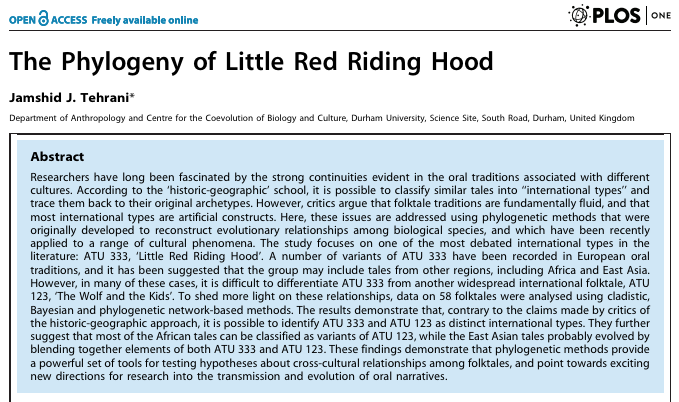 OPEN ACCESS Freely available online
PLOS ONE
The Phylogeny of Little Red Riding Hood
Jamshid J. Tehrani*
Department of Anthropology and Centre for the Coevolution of Biology and Culture, Durham University, Science Site, South Road, Durham, United Kingdom
Abstract
Researchers have long been fascinated by the strong continuities evident in the oral traditions associated with different
cultures. According to the ‘historic-geographic’ school, it is possible to classify similar tales into ‘‘international types’’ and
trace them back to their original archetypes. However, critics argue that folktale traditions are fundamentally fluid, and that
most international types are artificial constructs. Here, these issues are addressed using phylogenetic methods that were
originally developed to reconstruct evolutionary relationships among biological species, and which have been recently
applied to a range of cultural phenomena. The study focuses on one of the most debated international types in the
literature: ATU 333, ‘Little Red Riding Hood’. A number of variants of ATU 333 have been recorded in European oral
traditions, and it has been suggested that the group may include tales from other regions, including Africa and East Asia.
However, in many of these cases, it is difficult to differentiate ATU 333 from another widespread international folktale, ATU
123, ‘The Wolf and the Kids’. To shed more light on these relationships, data on 58 folktales were analysed using cladistic,
Bayesian and phylogenetic network-based methods. The results demonstrate that, contrary to the claims made by critics of
the historic-geographic approach, it is possible to identify ATU 333 and ATU 123 as distinct international types. They further
suggest that most of the African tales can be classified as variants of ATU 123, while the East Asian tales probably evolved by
blending together elements of both ATU 333 and ATU 123. These findings demonstrate that phylogenetic methods provide
a powerful set of tools for testing hypotheses about cross-cultural relationships among folktales, and point towards exciting
new directions for research into the transmission and evolution of oral narratives.